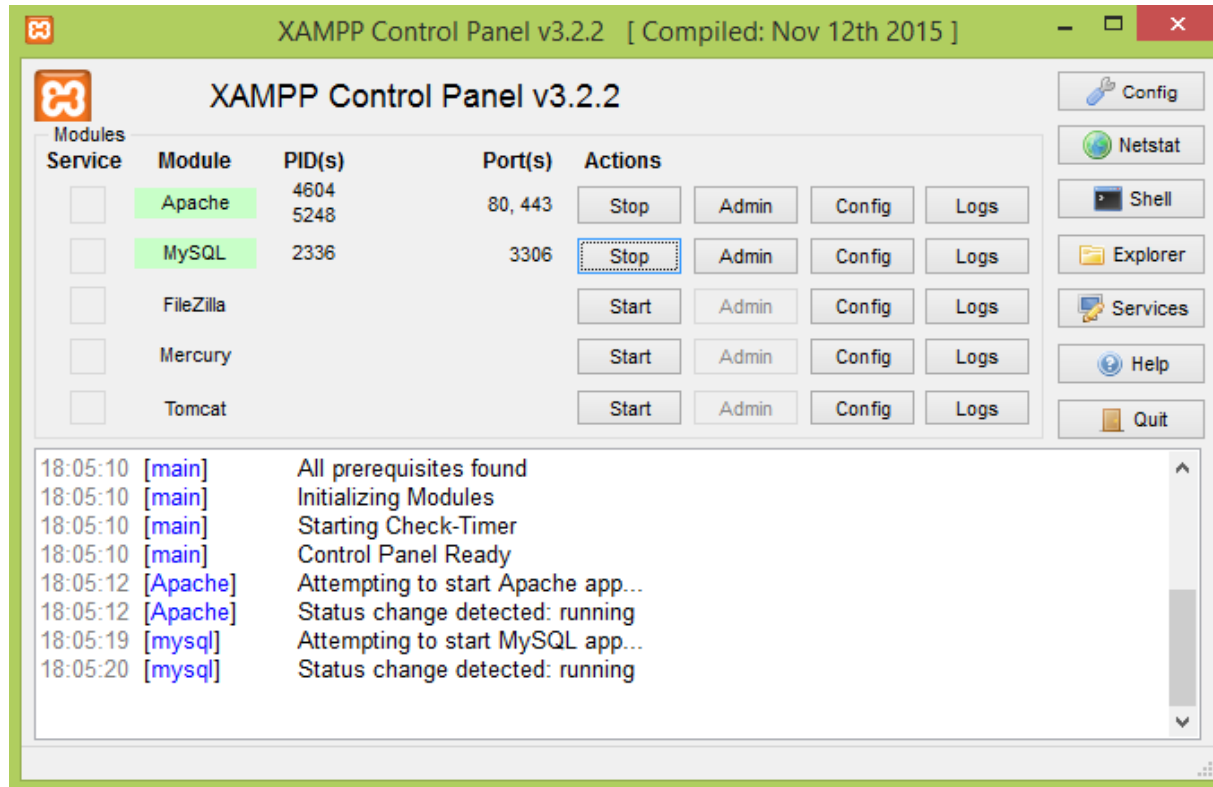 XAMPP Control Panel v3.2.2 [ Compiled: Nov 12th 2015 ]
XAMPP Control Panel v3.2.2
Config
Modules
Service Module PID(s) Port(s) Actions
Netstat
Apache 4604 5248 80, 443 Stop Admin Config Logs
Shell
MySQL 2336 3306 Stop Admin Config Logs
Explorer
FileZilla Start Admin Config Logs
Services
Mercury Start Admin Config Logs
Help
Tomcat Start Admin Config Logs
Quit
18:05:10 [main] All prerequisites found
18:05:10 [main] Initializing Modules
18:05:10 [main] Starting Check-Timer
18:05:10 [main] Control Panel Ready
18:05:12 [Apache] Attempting to start Apache app...
18:05:12 [Apache] Status change detected: running
18:05:19 [mysql] Attempting to start MySQL app...
18:05:20 [mysql] Status change detected: running